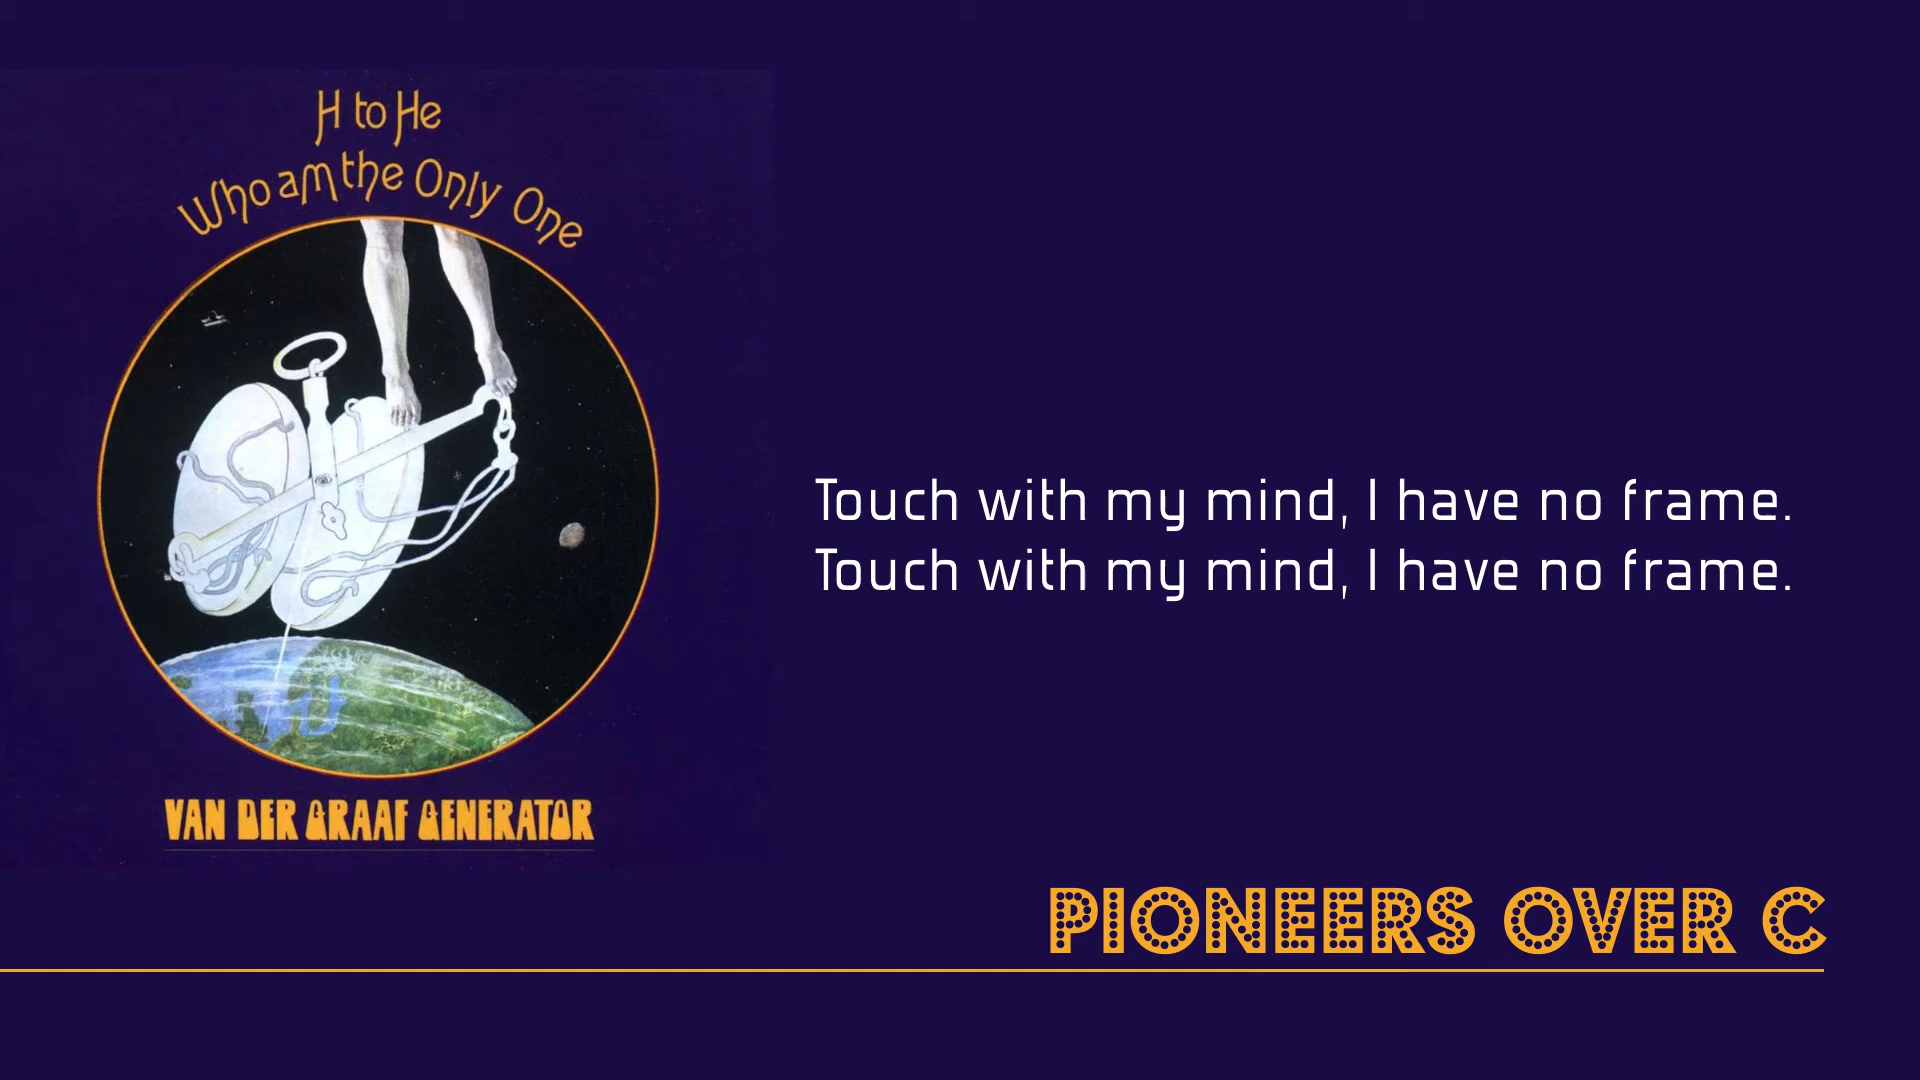 H to He
Who am the Only One
VAN DER GRAAF GENERATOR
Touch with my mind, I have no frame.
Touch with my mind, I have no frame.
PIONEERS OVER C